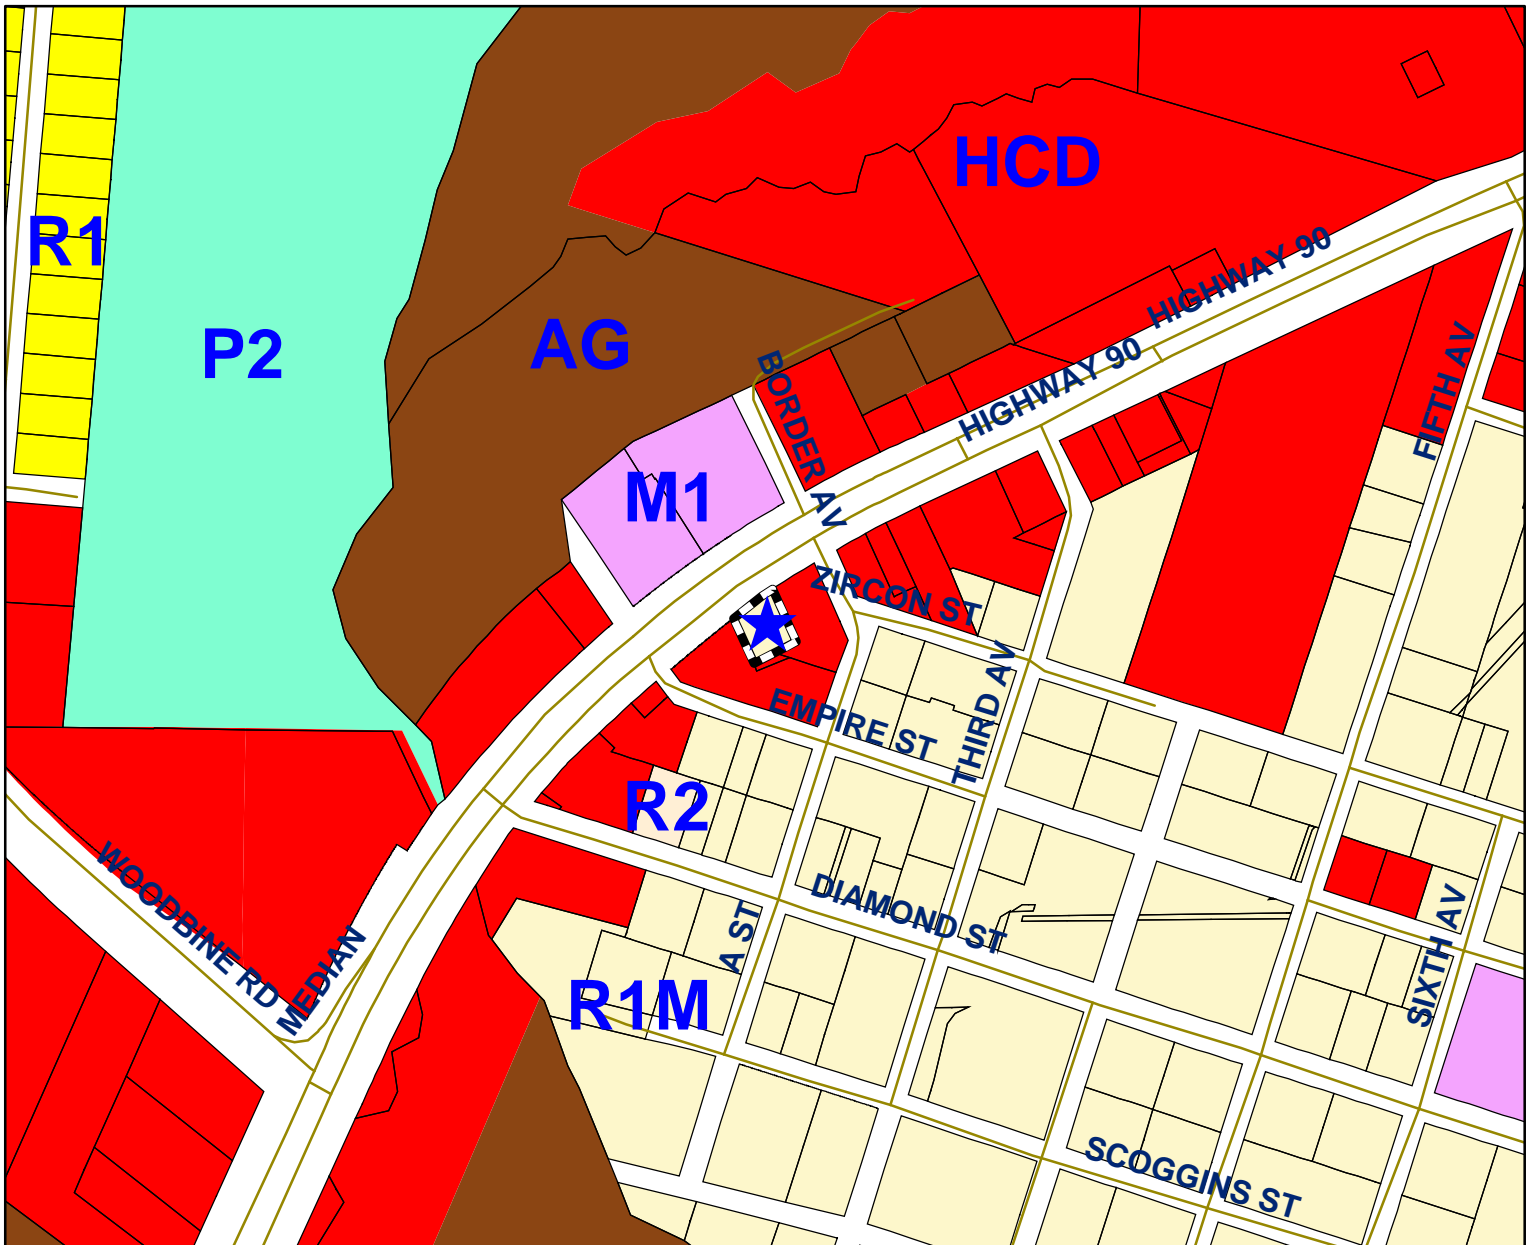 HCD
R1
HIGHWAY 90
P2
AG
HIGHWAY 90
FIFTH AV
BORDER AV
M1
ZIRCON ST
THIRD AV
EMPIRE ST
R2
WOODBINE RD
MEDIAN
A ST
DIAMOND ST
SIXTH AV
R1M
SCOGGINS ST